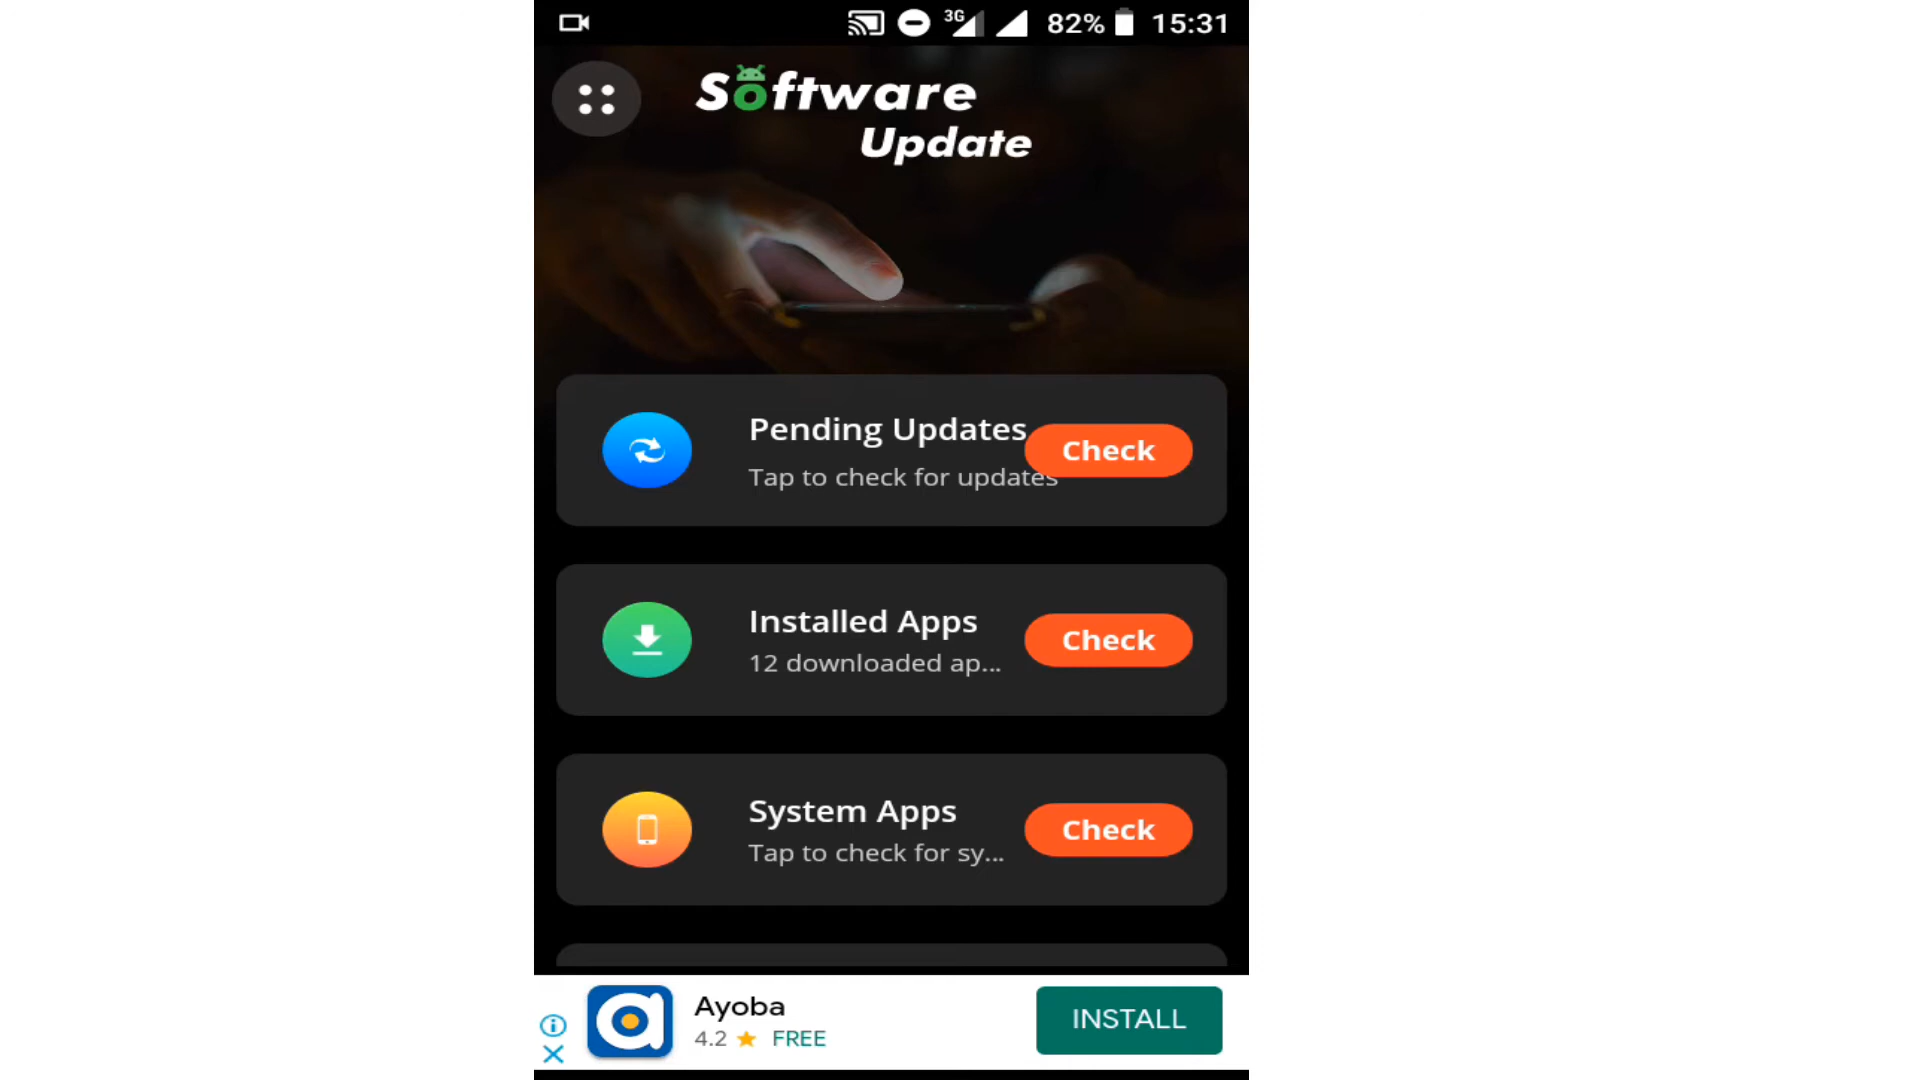 3G 82% 15:31
Software
Update
Pending Updates
Tap to check for updates
Check
Installed Apps
12 downloaded ap...
Check
System Apps
Tap to check for sy...
Check
Ayoba
4.2 FREE
INSTALL